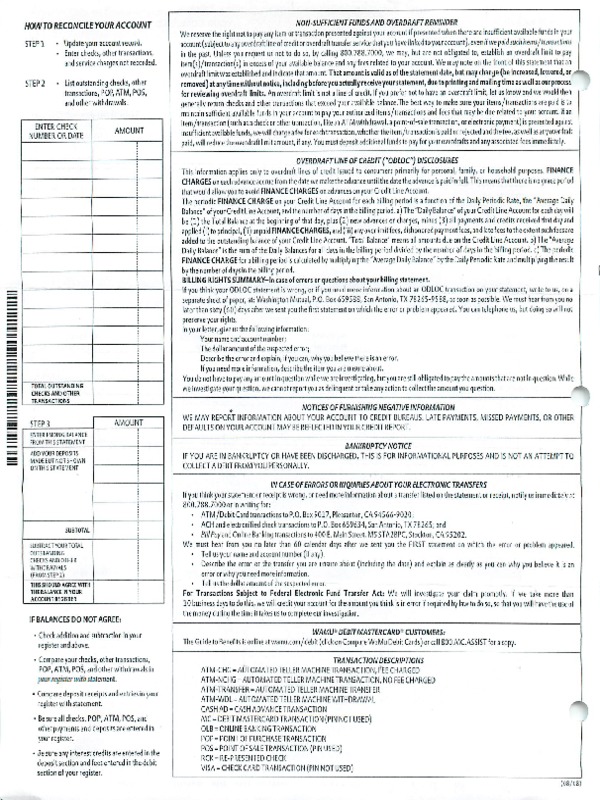 HOW TO RECONCILE YOUR ACCOUNT
STEP 1 • Update your account record.
• Enter checks, other transactions,
and service charges not recorded.
STEP 2 • List outstanding checks, other
transactions, POP, ATM, POS,
and other withdrawals.
ENTER CHECK
NUMBER OR DATE
AMOUNT
TOTAL OUTSTANDING
CHECKS AND OTHER
TRANSACTIONS
STEP 3
AMOUNT
ENTER FINAL BALANCE
FROM THIS STATEMENT
ADD YOUR DEPOSITS
MADE BUT NOT SHOWN
ON THIS STATEMENT
SUBTOTAL
SUBTRACT YOUR TOTAL
OUTSTANDING
CHECKS AND OTHER
WITHDRAWALS
(FROM STEP 2)
THIS SHOULD AGREE WITH
THE BALANCE IN YOUR
ACCOUNT REGISTER
IF BALANCES DO NOT AGREE:
• Check addition and subtraction in your
register and above.
• Compare your checks, other transactions,
POP, ATM, POS, and other withdrawals in
your register with statement.
• Compare deposit receipts and entries in your
register with statement.
• Be sure all checks, POP, ATM, POS, and
other payments and deposits are entered in
your register.
• Be sure any interest credits are entered in the
deposit section and fees entered in the debit
section of your register.
NON-SUFFICIENT FUNDS AND OVERDRAFT REMINDER
We reserve the right not to pay any item or transaction presented against your account if presented when there are insufficient available funds in your
account (subject to any overdraft line of credit or overdraft transfer service that you have linked to your account), even if we paid such items/transactions
in the past. Unless you request us not to do so, by calling 800.788.7000, we may, but are not obligated to, establish an overdraft limit to pay
item(s)/transaction(s) in excess of your available balance and any fees related to your account. We may note on the front of this statement that an
overdraft limit was established and indicate that amount. That amount is valid as of the statement date, but may change (be increased, lowered, or
removed) at any time without notice, including before you actually receive your statement, due to printing and mailing time as well as our process
for reviewing overdraft limits. An overdraft limit is not a line of credit. If you prefer not to have an overdraft limit, let us know and we would then
generally return checks and other transactions that exceed your available balance. The best way to make sure your items/transactions are paid is to
maintain sufficient available funds in your account to pay your authorized items/transactions and fees that may be due related to your account. If an
item/transaction (such as a check or other transaction, like an ATM withdrawal, a point-of-sale transaction, or electronic payment) is presented against
insufficient available funds, we will charge a fee for each transaction, whether the item/transaction is paid or rejected and the fee, as well as any overdraft
paid, will reduce the overdraft limit amount, if any. You must deposit additional funds to pay for your overdrafts and any associated fees immediately.
OVERDRAFT LINE OF CREDIT ("ODLOC") DISCLOSURES
This information applies only to overdraft lines of credit issued to consumers primarily for personal, family, or household purposes. FINANCE
CHARGES on each advance accrue from the date we make the advance until the date the advance is paid in full. This means that there is no grace period
that would allow you to avoid FINANCE CHARGES on advances on your Credit Line Account.
The periodic FINANCE CHARGE on your Credit Line Account for each billing period is a function of the Daily Periodic Rate, the "Average Daily
Balance" of your Credit Line Account, and the number of days in the billing period. a) The "Daily Balance" of your Credit Line Account for each day will
be (1) the Total Balance at the beginning of that day, plus (2) new advances or charges, minus (3) all payments and credits received that day and
applied (i) to principal, (ii) unpaid FINANCE CHARGES, and (iii) any overlimit fees, dishonored payment fees, and late fees to the extent such fees are
added to the outstanding balance of your Credit Line Account. "Total Balance" means all amounts due on the Credit Line Account. b) The "Average
Daily Balance" is the sum of the Daily Balances for all days in the billing period divided by the number of days in the billing period. c) The periodic
FINANCE CHARGE for a billing period is calculated by multiplying the "Average Daily Balance" by the Daily Periodic Rate and multiplying the result
by the number of days in the billing period.
BILLING RIGHTS SUMMARY–In case of errors or questions about your billing statement.
If you think your ODLOC statement is wrong, or if you need more information about an ODLOC transaction on your statement, write to us, on a
separate sheet of paper, at: Washington Mutual, P.O. Box 659588, San Antonio, TX 78265-9588, as soon as possible. We must hear from you no
later than sixty (60) days after we sent you the first statement on which the error or problem appeared. You can telephone us, but doing so will not
preserve your rights.
In your letter, give us the following information:
Your name and account number;
The dollar amount of the suspected error;
Describe the error and explain, if you can, why you believe there is an error.
If you need more information, describe the item you are unsure about.
You do not have to pay any amount in question while we are investigating, but you are still obligated to pay the amounts that are not in question. While
we investigate your question, we cannot report you as delinquent or take any action to collect the amount you question.
NOTICES OF FURNISHING NEGATIVE INFORMATION
WE MAY REPORT INFORMATION ABOUT YOUR ACCOUNT TO CREDIT BUREAUS. LATE PAYMENTS, MISSED PAYMENTS, OR OTHER
DEFAULTS ON YOUR ACCOUNT MAY BE REFLECTED IN YOUR CREDIT REPORT.
BANKRUPTCY NOTICE
IF YOU ARE IN BANKRUPTCY OR HAVE BEEN DISCHARGED, THIS IS FOR INFORMATIONAL PURPOSES AND IS NOT AN ATTEMPT TO
COLLECT A DEBT FROM YOU PERSONALLY.
IN CASE OF ERRORS OR INQUIRIES ABOUT YOUR ELECTRONIC TRANSFERS
If you think your statement or receipt is wrong, or need more information about a transfer listed on the statement or receipt, notify us immediately at
800.788.7000 or in writing for:
• ATM/Debit Card transactions to P.O. Box 9027, Pleasanton, CA 94566-9020;
• ACH and electronified check transactions to P.O. Box 659634, San Antonio, TX 78265; and
• Bill Pay and Online Banking transactions to 400 E. Main Street, MS STA2BPC, Stockton, CA 95202.
We must hear from you no later than 60 calendar days after we sent you the FIRST statement on which the error or problem appeared.
• Tell us your name and account number (if any).
• Describe the error or the transfer you are unsure about (including the date) and explain as clearly as you can why you believe it is an
error or why you need more information.
• Tell us the dollar amount of the suspected error.
For Transactions Subject to Federal Electronic Fund Transfer Act: We will investigate your claim promptly. If we take more than
10 business days to do this, we will credit your account for the amount you think is in error if required by law to do so, so that you will have the use of
the money during the time it takes us to complete our investigation.
WAMU® DEBIT MASTERCARD® CUSTOMERS:
The Guide to Benefits is online at wamu.com/debit (click on Compare WaMu Debit Cards) or call 800.MC.ASSIST for a copy.
TRANSACTION DESCRIPTIONS
ATM-CHG – AUTOMATED TELLER MACHINE TRANSACTION, FEE CHARGED
ATM-NCHG – AUTOMATED TELLER MACHINE TRANSACTION, NO FEE CHARGED
ATM-TRANSFER – AUTOMATED TELLER MACHINE TRANSFER
ATM-WDL – AUTOMATED TELLER MACHINE WITHDRAWAL
CASH AD – CASH ADVANCE TRANSACTION
MC – DEBIT MASTERCARD TRANSACTION (PIN NOT USED)
OLB – ONLINE BANKING TRANSACTION
POP – POINT OF PURCHASE TRANSACTION
POS – POINT OF SALE TRANSACTION (PIN USED)
RCK – RE-PRESENTED CHECK
VISA – CHECK CARD TRANSACTION (PIN NOT USED)